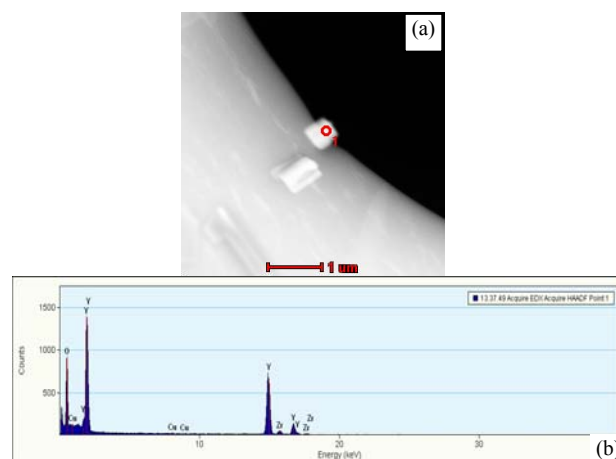 (a)
1
1 um
13.37.49 Acquire EDX Acquire HAADF Point 1
Counts
1500
1000
500
Y
Y
O
Cu
Y
Cu Cu
Y
Zr
Y
Y
Zr
Zr
10
20
30
Energy (keV)
(b)